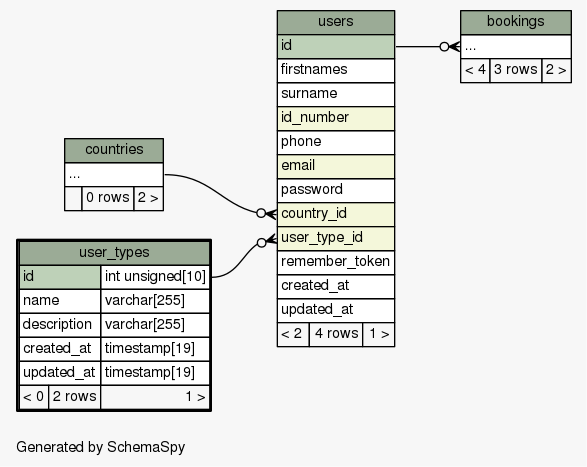 users
id
firstnames
surname
id_number
phone
email
password
country_id
user_type_id
remember_token
created_at
updated_at
< 2 4 rows 1 >
bookings
...
< 4 3 rows 2 >
countries
...
0 rows 2 >
user_types
id int unsigned[10]
name varchar[255]
description varchar[255]
created_at timestamp[19]
updated_at timestamp[19]
< 0 2 rows 1 >
Generated by SchemaSpy